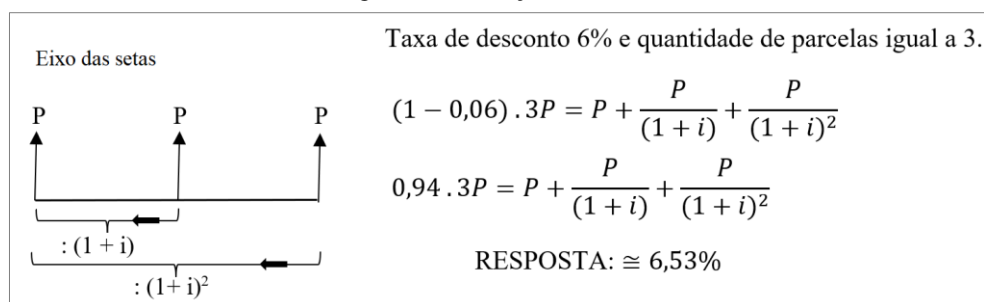 Taxa de desconto 6% e quantidade de parcelas igual a 3.
Eixo das setas
P P P
: (1 + i)
: (1+ i)²
(1 − 0,06) . 3P = P + P/(1 + i) + P/(1 + i)²
0,94 . 3P = P + P/(1 + i) + P/(1 + i)²
RESPOSTA: ≅ 6,53%